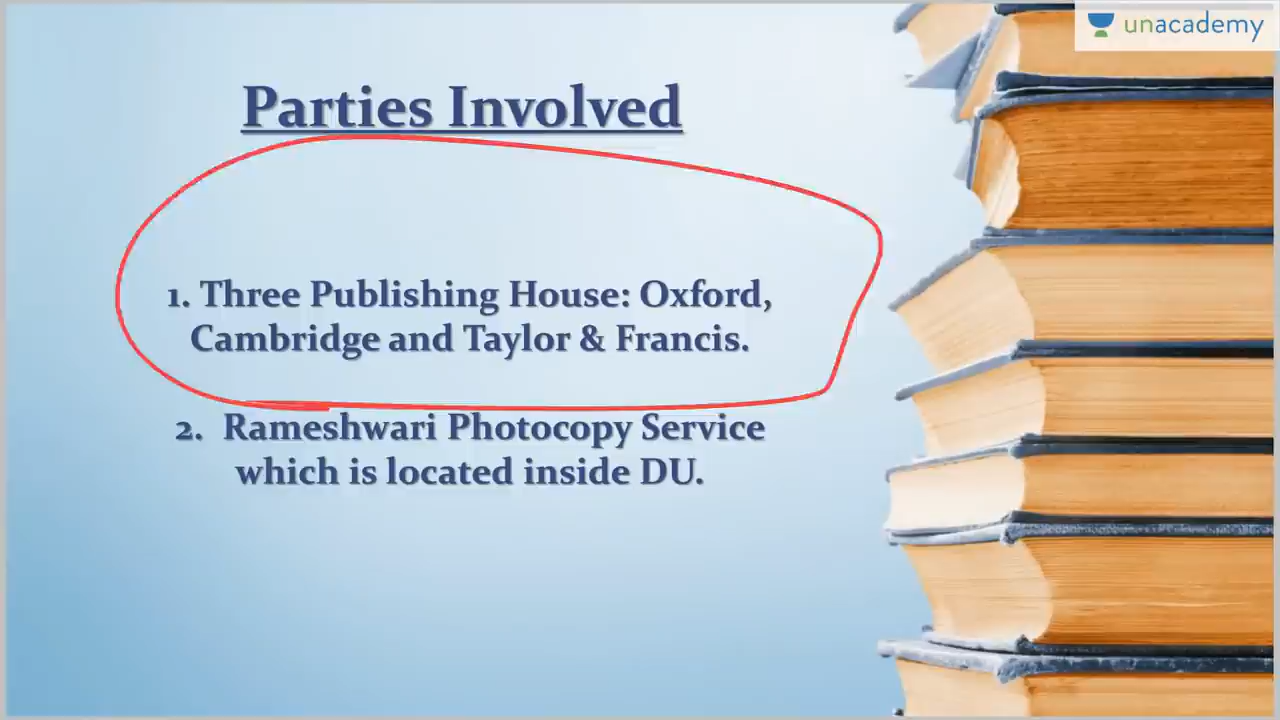 unacademy
Parties Involved
1. Three Publishing House: Oxford,
Cambridge and Taylor & Francis.
2. Rameshwari Photocopy Service
which is located inside DU.